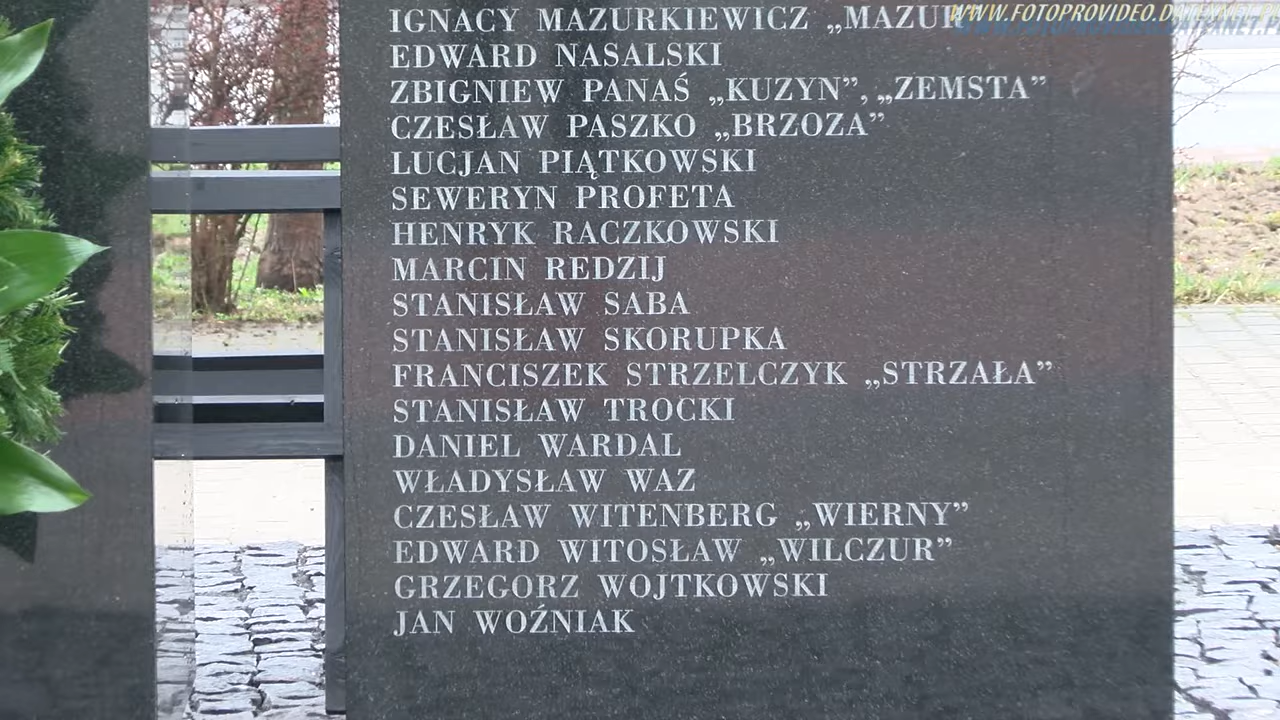 WWW.FOTOPROVIDEO.DATEXNET.PL
IGNACY MAZURKIEWICZ
EDWARD NASALSKI
ZBIGNIEW PANAŚ „KUZYN”, „ZEMSTA”
CZESŁAW PASZKO „BRZOZA”
LUCJAN PIĄTKOWSKI
SEWERYN PROFETA
HENRYK RACZKOWSKI
MARCIN REDZIJ
STANISŁAW SABA
STANISŁAW SKORUPKA
FRANCISZEK STRZELCZYK „STRZAŁA”
STANISŁAW TROCKI
DANIEL WARDAL
WŁADYSŁAW WAZ
CZESŁAW WITENBERG „WIERNY”
EDWARD WITOSŁAW „WILCZUR”
GRZEGORZ WOJTKOWSKI
JAN WOŹNIAK